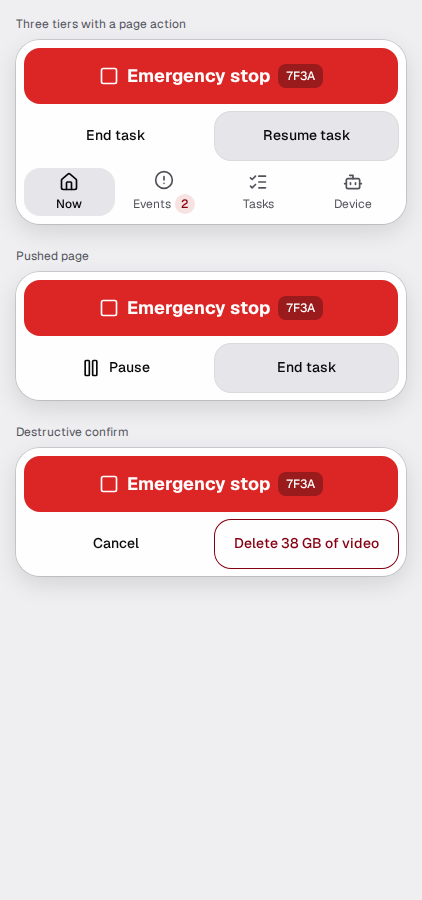 Three tiers with a page action
Emergency stop 7F3A
End task Resume task
Now Events 2 Tasks Device
Pushed page
Emergency stop 7F3A
Pause End task
Destructive confirm
Emergency stop 7F3A
Cancel Delete 38 GB of video